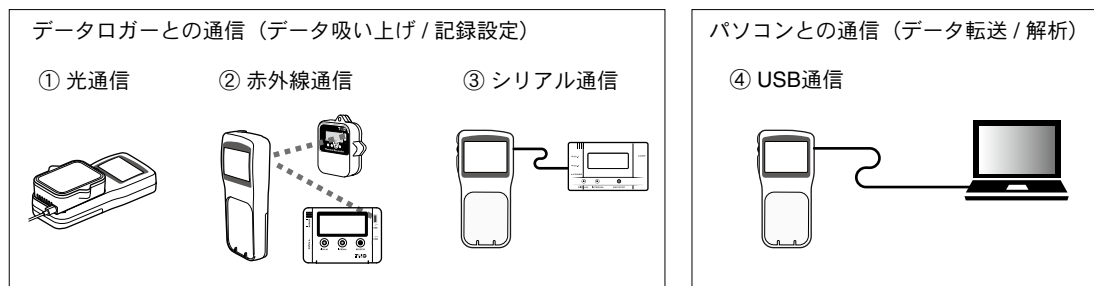 データロガーとの通信（データ吸い上げ / 記録設定）
① 光通信
② 赤外線通信
③ シリアル通信
パソコンとの通信（データ転送 / 解析）
④ USB通信